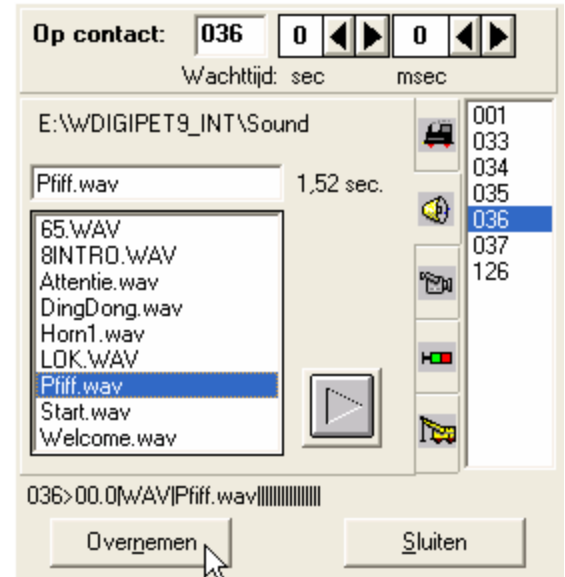 Op contact: 036 0 0
Wachttijd: sec msec
E:\WDIGIPET9_INT\Sound
Pfiff.wav 1,52 sec.
65.WAV
8INTRO.WAV
Attentie.wav
DingDong.wav
Horn1.wav
LOK.WAV
Pfiff.wav
Start.wav
Welcome.wav
001
033
034
035
036
037
126
036>00.0|WAV|Pfiff.wav||||||||||||||
Overnemen Sluiten